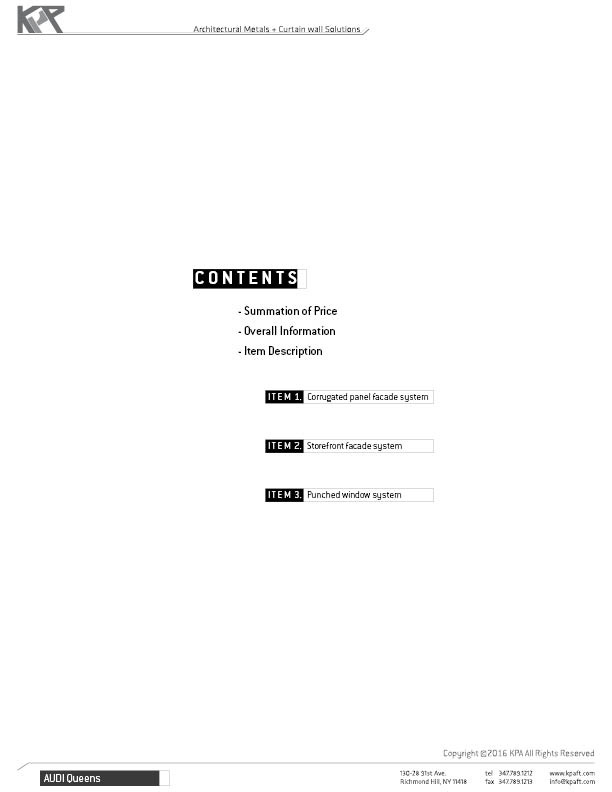 KPA
Architectural Metals + Curtain wall Solutions
CONTENTS
- Summation of Price
- Overall Information
- Item Description
ITEM 1. Corrugated panel facade system
ITEM 2. Storefront facade system
ITEM 3. Punched window system
Copyright ©2016 KPA All Rights Reserved
AUDI Queens
130-28 91st Ave. tel 347.789.1212 www.kpaft.com
Richmond Hill, NY 11418 fax 347.789.1213 info@kpaft.com